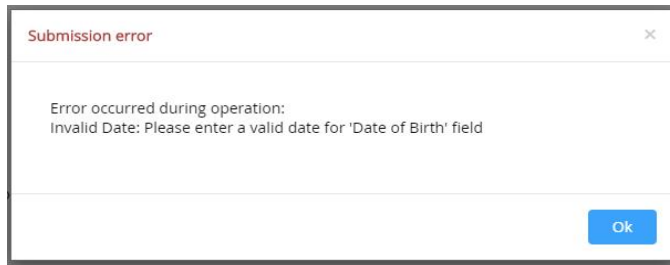 Submission error
Error occurred during operation:
Invalid Date: Please enter a valid date for 'Date of Birth' field
Ok